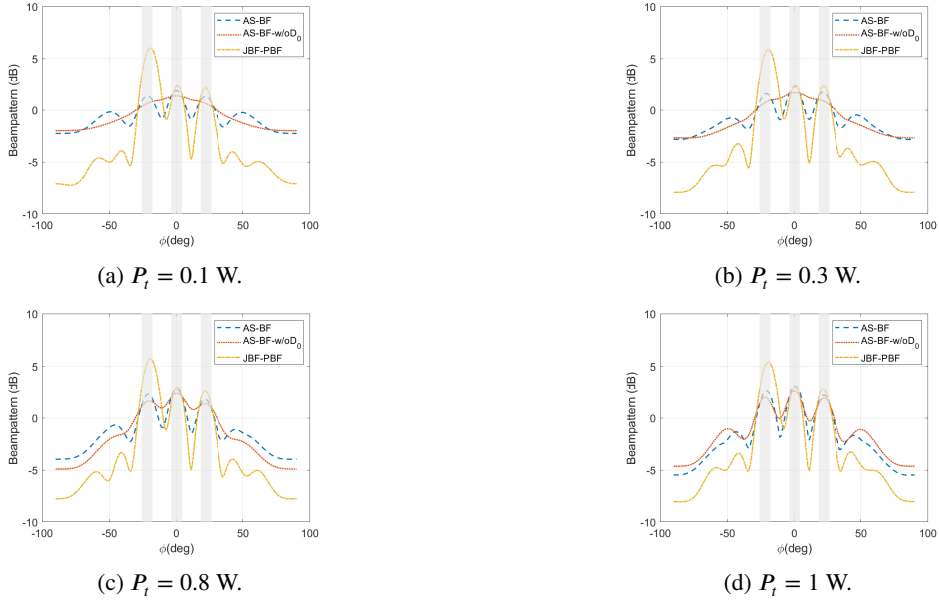 10
5
0
-5
-10
Beampattern (dB)
-100 -50 0 50 100
ϕ(deg)
AS-BF
AS-BF-w/oD₀
JBF-PBF
(a) P_t = 0.1 W.
10
5
0
-5
-10
Beampattern (dB)
-100 -50 0 50 100
ϕ(deg)
AS-BF
AS-BF-w/oD₀
JBF-PBF
(b) P_t = 0.3 W.
10
5
0
-5
-10
Beampattern (dB)
-100 -50 0 50 100
ϕ(deg)
AS-BF
AS-BF-w/oD₀
JBF-PBF
(c) P_t = 0.8 W.
10
5
0
-5
-10
Beampattern (dB)
-100 -50 0 50 100
ϕ(deg)
AS-BF
AS-BF-w/oD₀
JBF-PBF
(d) P_t = 1 W.